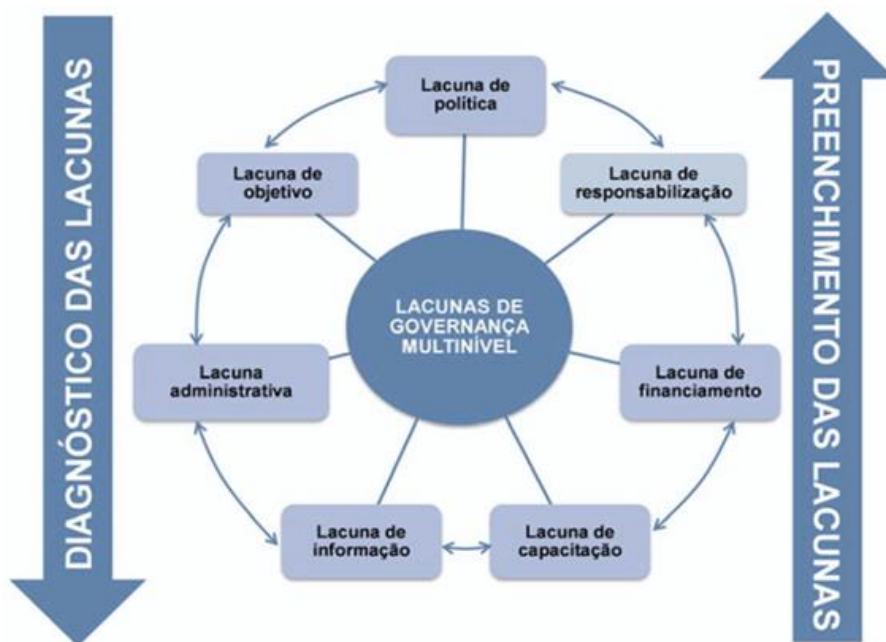 DIAGNÓSTICO DAS LACUNAS
Lacuna de
política
Lacuna de
objetivo
Lacuna de
responsabilização
LACUNAS DE
GOVERNANÇA
MULTINÍVEL
Lacuna
administrativa
Lacuna de
financiamento
Lacuna de
informação
Lacuna de
capacitação
PREENCHIMENTO DAS LACUNAS